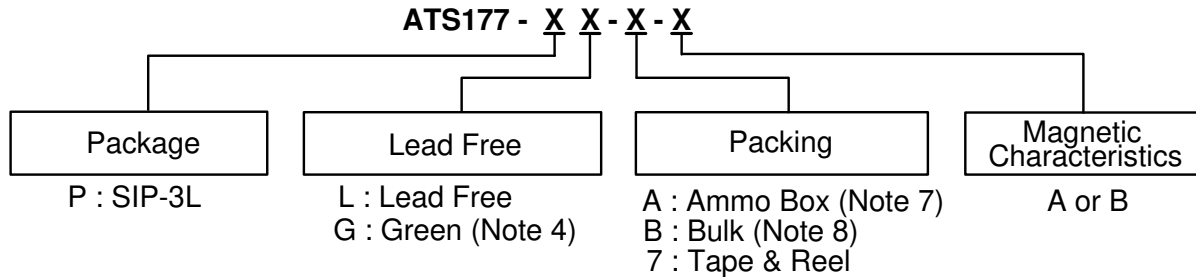 ATS177 - X X - X - X
Package
P : SIP-3L
Lead Free
L : Lead Free
G : Green (Note 4)
Packing
A : Ammo Box (Note 7)
B : Bulk (Note 8)
7 : Tape & Reel
Magnetic
Characteristics
A or B